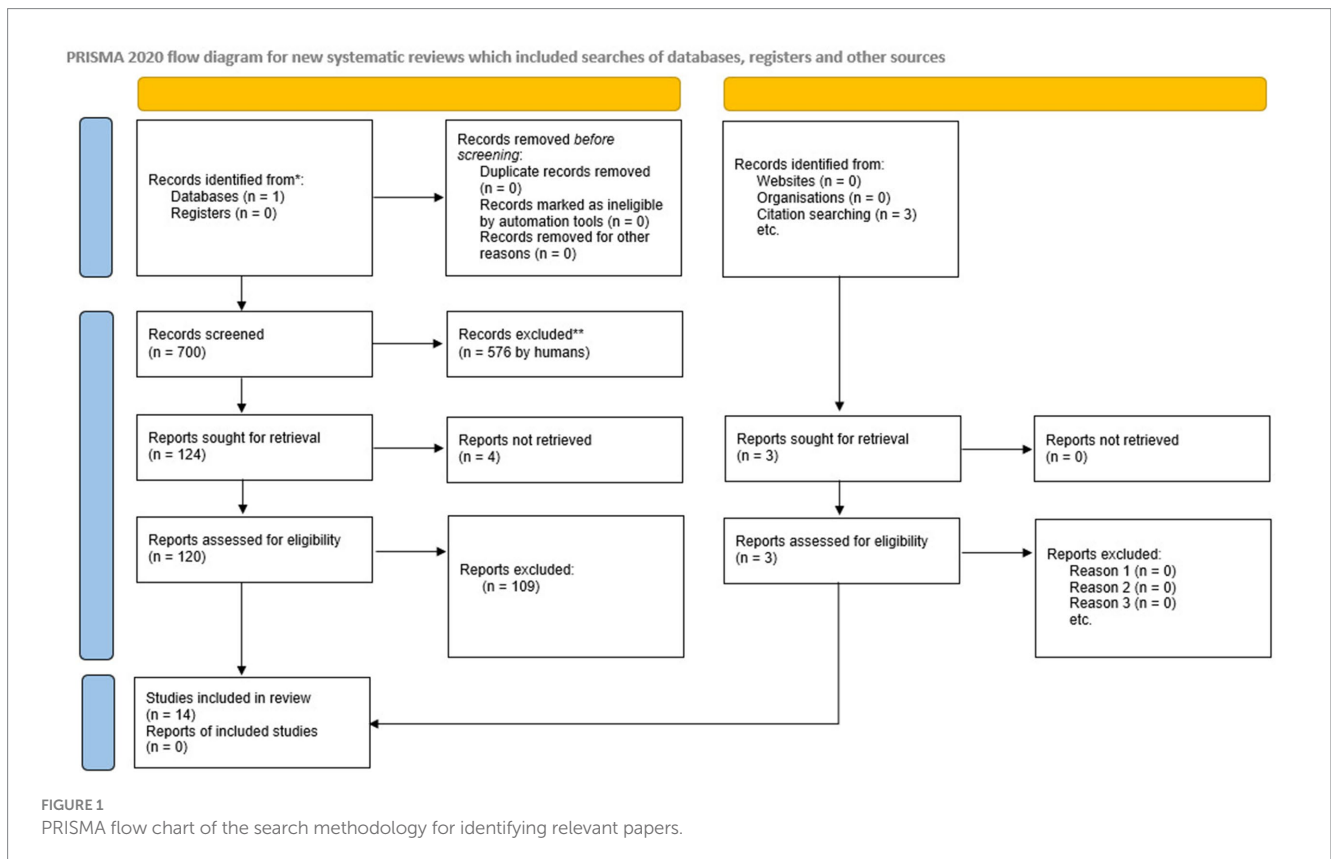 PRISMA 2020 flow diagram for new systematic reviews which included searches of databases, registers and other sources
Records identified from*:
Databases (n = 1)
Registers (n = 0)
Records removed before
screening:
Duplicate records removed
(n = 0)
Records marked as ineligible
by automation tools (n = 0)
Records removed for other
reasons (n = 0)
Records identified from:
Websites (n = 0)
Organisations (n = 0)
Citation searching (n = 3)
etc.
Records screened
(n = 700)
Records excluded**
(n = 576 by humans)
Reports sought for retrieval
(n = 124)
Reports not retrieved
(n = 4)
Reports sought for retrieval
(n = 3)
Reports not retrieved
(n = 0)
Reports assessed for eligibility
(n = 120)
Reports excluded:
(n = 109)
Reports assessed for eligibility
(n = 3)
Reports excluded:
Reason 1 (n = 0)
Reason 2 (n = 0)
Reason 3 (n = 0)
etc.
Studies included in review
(n = 14)
Reports of included studies
(n = 0)
FIGURE 1
PRISMA flow chart of the search methodology for identifying relevant papers.